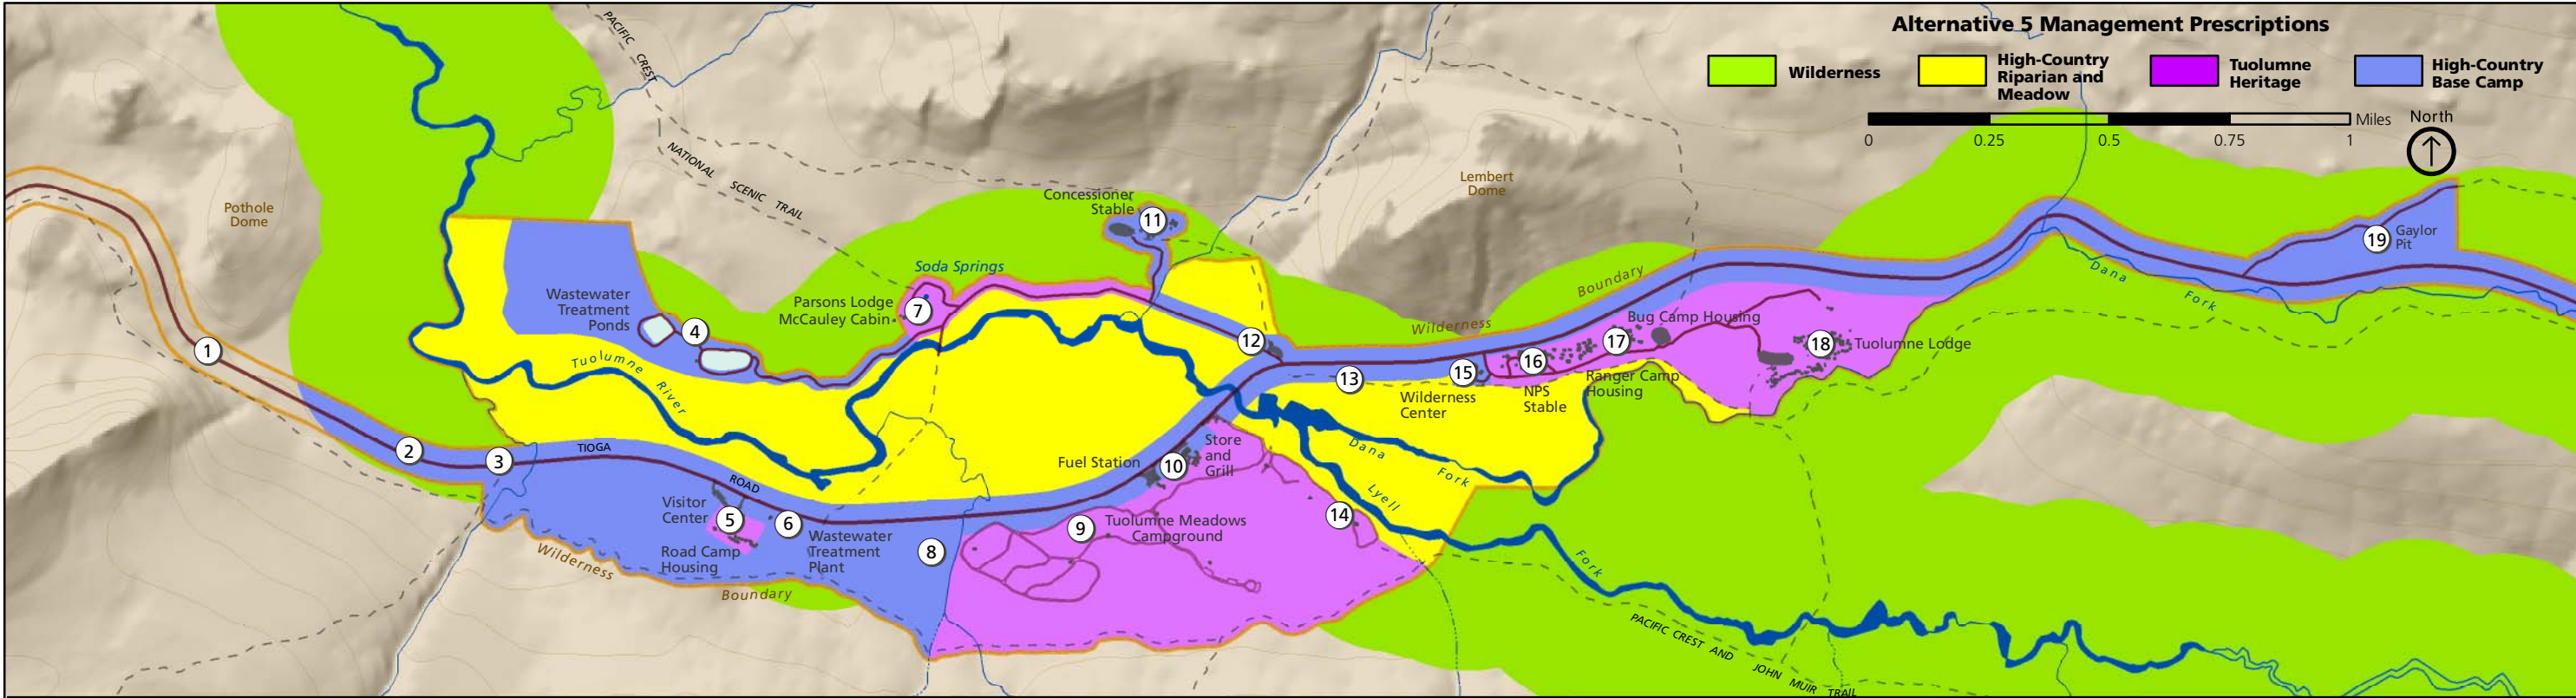 Alternative 5 Management Prescriptions
Wilderness
High-Country
Riparian and
Meadow
Tuolumne
Heritage
High-Country
Base Camp
Miles
0
0.25
0.5
0.75
1
North
PACIFIC CREST
NATIONAL SCENIC TRAIL
Pothole
Dome
Lembert
Dome
Concessioner
Stable
11
Soda Springs
Parsons Lodge
McCauley Cabin
7
Wastewater
Treatment
Ponds
4
Tuolumne River
1
2
3
TIOGA ROAD
Visitor
Center
5
Road Camp
Housing
6
Wastewater
Treatment
Plant
8
Wilderness Boundary
9
Tuolumne Meadows
Campground
Fuel Station
10
Store
and
Grill
12
13
14
Wilderness Boundary
15
Wilderness
Center
16
NPS
Stable
17
Bug Camp Housing
Ranger Camp
Housing
18
Tuolumne Lodge
19
Gaylor
Pit
Dana Fork
Dana Fork
Lyell Fork
PACIFIC CREST AND JOHN MUIR TRAIL